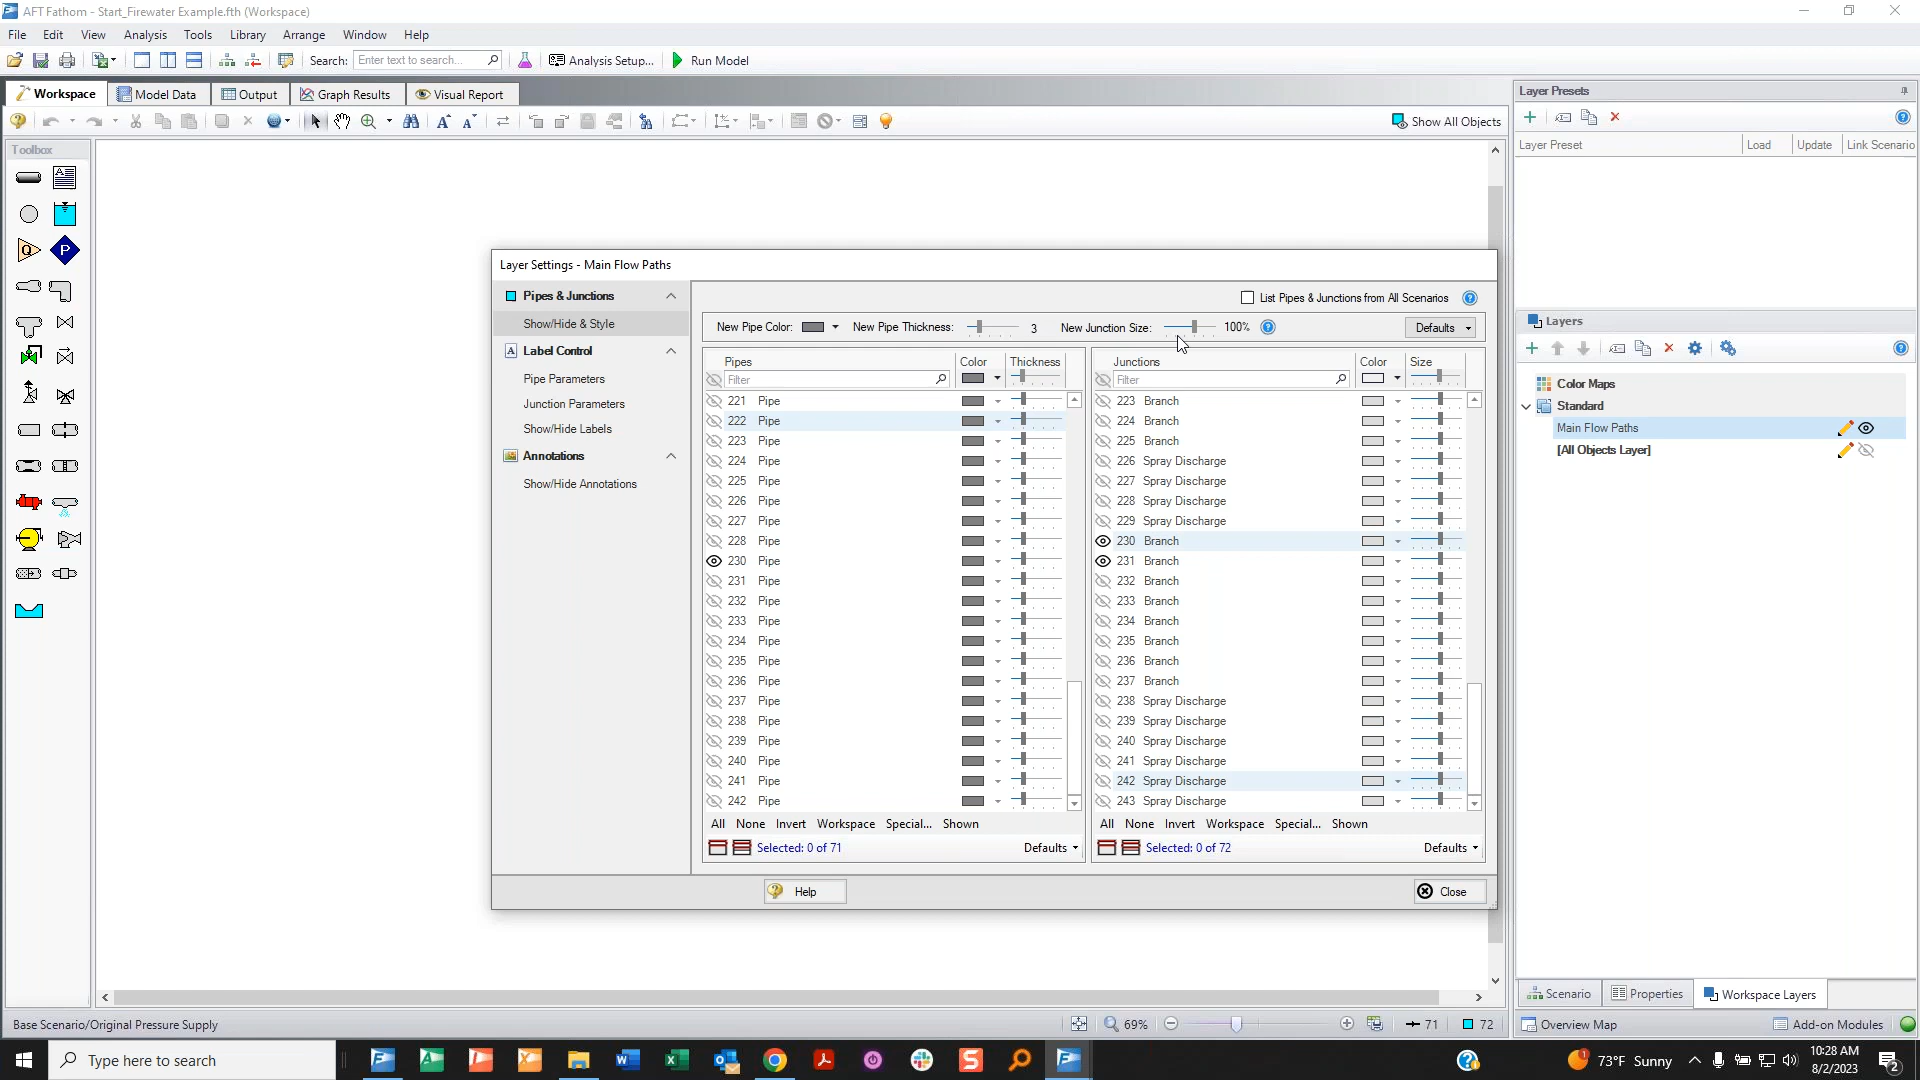 AFT Fathom - Start_Firewater Example.fth (Workspace)
File Edit View Analysis Tools Library Arrange Window Help
Search: Enter text to search... Analysis Setup... Run Model
Workspace Model Data Output Graph Results Visual Report
Show All Objects
Toolbox
Layer Presets
Layer Preset Load Update Link Scenario
Layer Settings - Main Flow Paths
Pipes & Junctions
Show/Hide & Style
Label Control
Pipe Parameters
Junction Parameters
Show/Hide Labels
Annotations
Show/Hide Annotations
List Pipes & Junctions from All Scenarios
New Pipe Color: New Pipe Thickness: 3 New Junction Size: 100% Defaults
Pipes Color Thickness
Filter
221 Pipe
222 Pipe
223 Pipe
224 Pipe
225 Pipe
226 Pipe
227 Pipe
228 Pipe
230 Pipe
231 Pipe
232 Pipe
233 Pipe
234 Pipe
235 Pipe
236 Pipe
237 Pipe
238 Pipe
239 Pipe
240 Pipe
241 Pipe
242 Pipe
All None Invert Workspace Special... Shown
Selected: 0 of 71 Defaults
Junctions Color Size
Filter
223 Branch
224 Branch
225 Branch
226 Spray Discharge
227 Spray Discharge
228 Spray Discharge
229 Spray Discharge
230 Branch
231 Branch
232 Branch
233 Branch
234 Branch
235 Branch
236 Branch
237 Branch
238 Spray Discharge
239 Spray Discharge
240 Spray Discharge
241 Spray Discharge
242 Spray Discharge
243 Spray Discharge
All None Invert Workspace Special... Shown
Selected: 0 of 72 Defaults
Help Close
Layers
Color Maps
Standard
Main Flow Paths
[All Objects Layer]
Scenario Properties Workspace Layers
Base Scenario/Original Pressure Supply 69% 71 72 Overview Map Add-on Modules
Type here to search
73°F Sunny
10:28 AM
8/2/2023
2